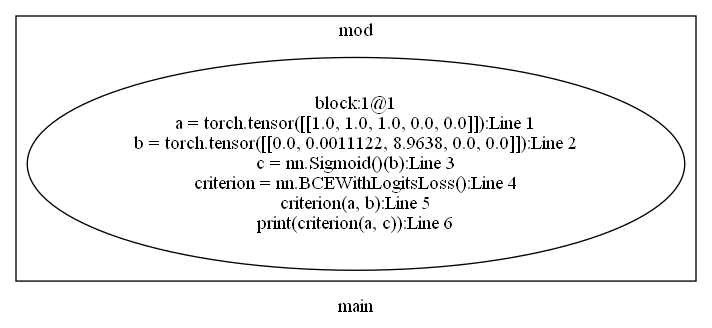 mod
block:1@1
a = torch.tensor([[1.0, 1.0, 1.0, 0.0, 0.0]]):Line 1
b = torch.tensor([[0.0, 0.0011122, 8.9638, 0.0, 0.0]]):Line 2
c = nn.Sigmoid()(b):Line 3
criterion = nn.BCEWithLogitsLoss():Line 4
criterion(a, b):Line 5
print(criterion(a, c)):Line 6
main